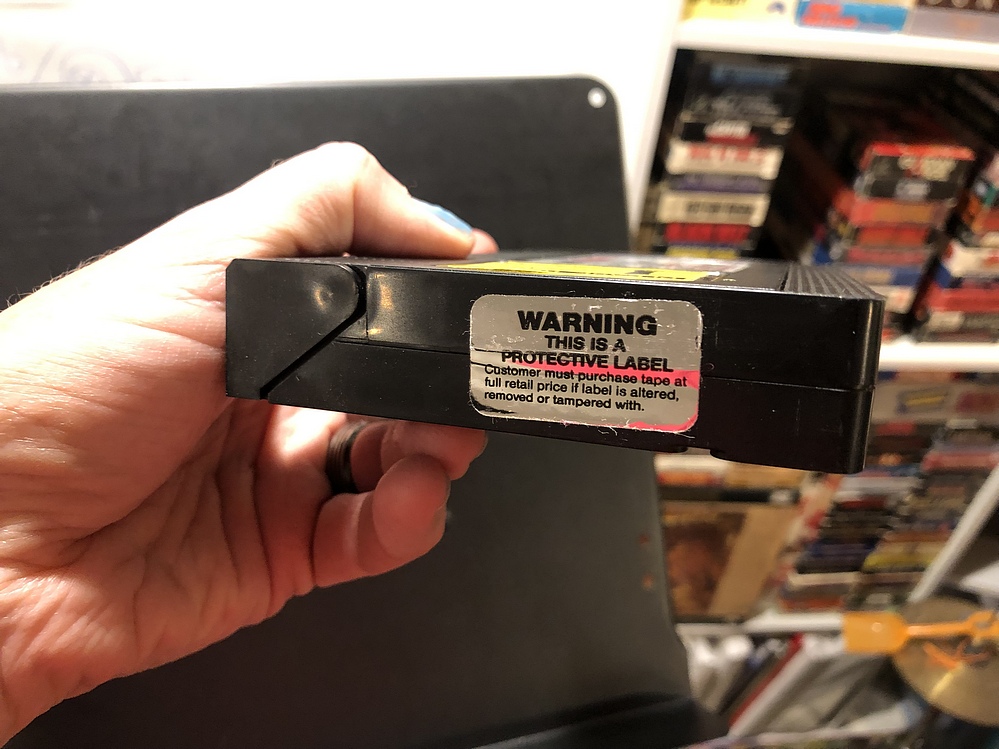 WARNING
THIS IS A
PROTECTIVE LABEL
Customer must purchase tape at
full retail price if label is altered,
removed or tampered with.